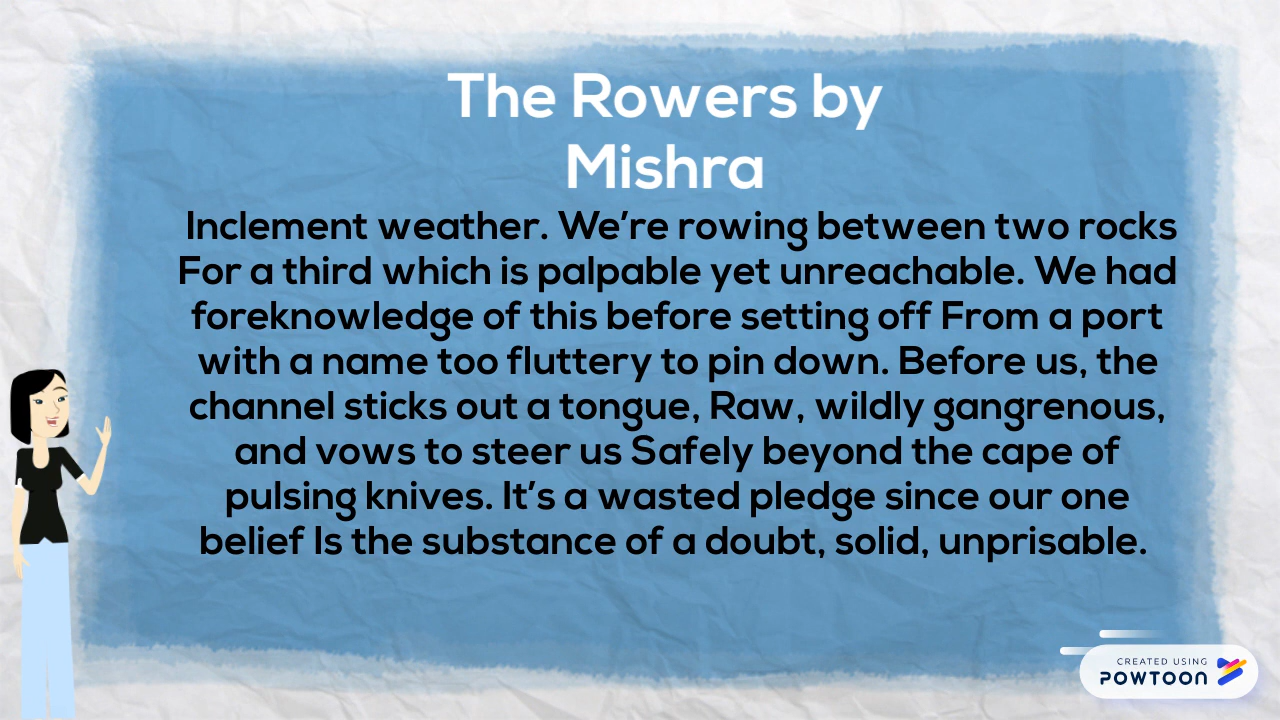 The Rowers by
Mishra
Inclement weather. We’re rowing between two rocks
For a third which is palpable yet unreachable. We had
foreknowledge of this before setting off From a port
with a name too fluttery to pin down. Before us, the
channel sticks out a tongue, Raw, wildly gangrenous,
and vows to steer us Safely beyond the cape of
pulsing knives. It’s a wasted pledge since our one
belief Is the substance of a doubt, solid, unprisable.
CREATED USING
POWTOON